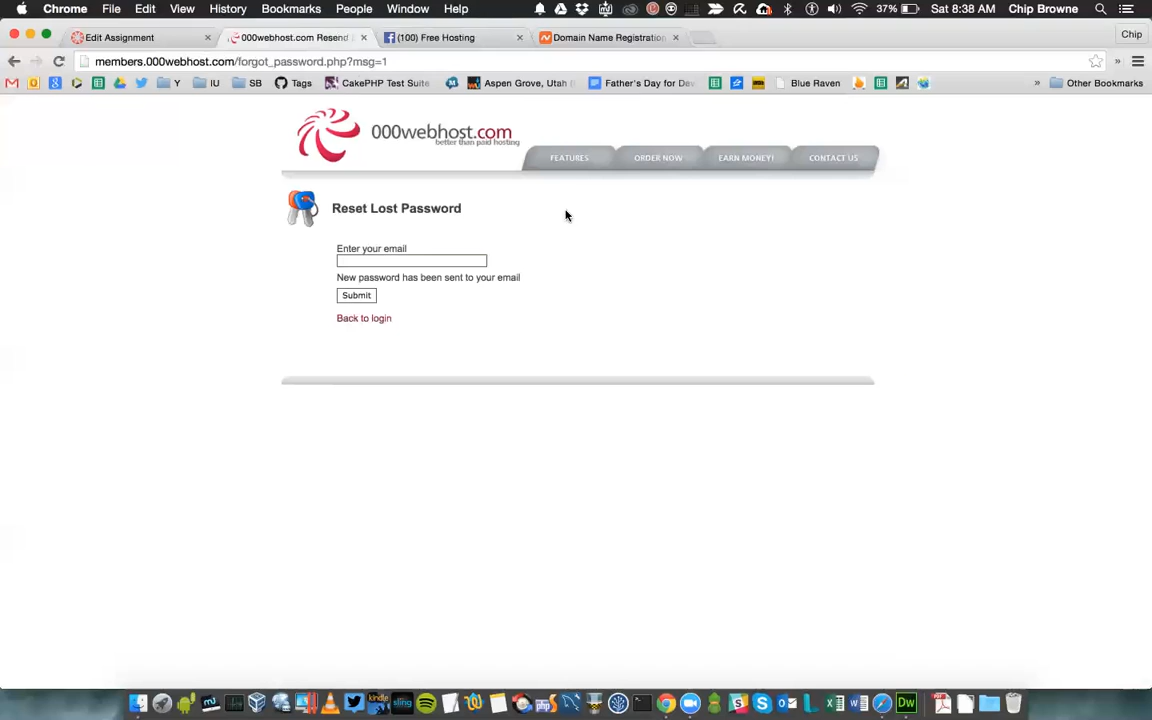 Chrome File Edit View History Bookmarks People Window Help 37% Sat 8:38 AM Chip Browne
Edit Assignment 000webhost.com Resend (100) Free Hosting Domain Name Registratio Chip
members.000webhost.com/forgot_password.php?msg=1
Y IU SB Tags CakePHP Test Suite Aspen Grove, Utah Father's Day for Dev Blue Raven » Other Bookmarks
000webhost.com
better than paid hosting
FEATURES ORDER NOW EARN MONEY! CONTACT US
Reset Lost Password
Enter your email
New password has been sent to your email
Submit
Back to login